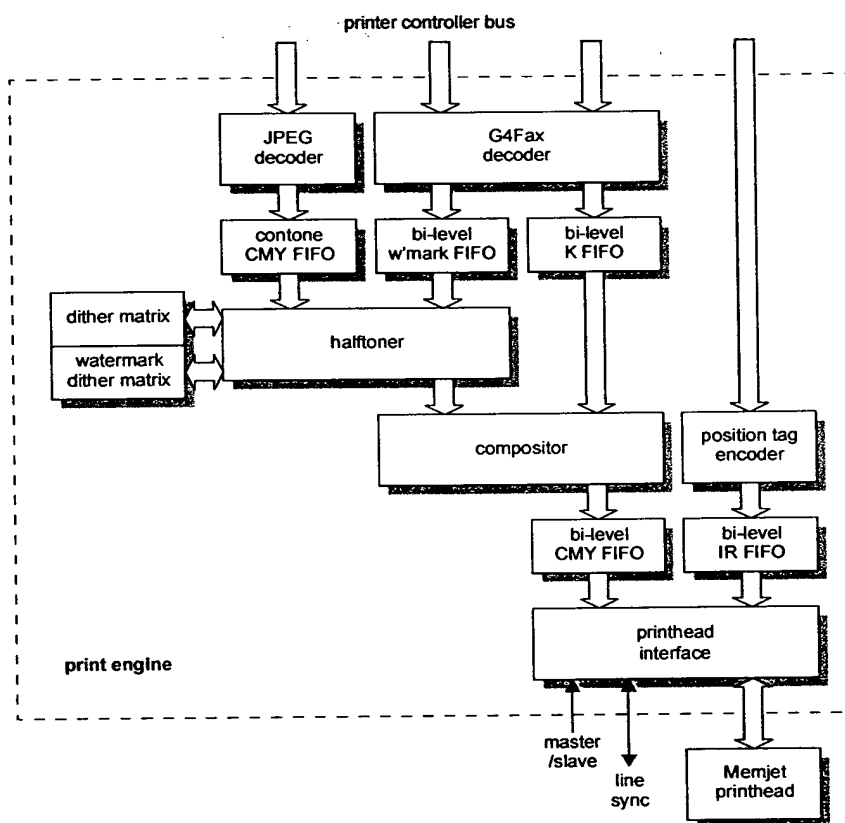 printer controller bus
JPEG
decoder
G4Fax
decoder
contone
CMY FIFO
bi-level
w'mark FIFO
bi-level
K FIFO
dither matrix
watermark
dither matrix
halftoner
compositor
position tag
encoder
bi-level
CMY FIFO
bi-level
IR FIFO
printhead
interface
print engine
master
/slave
line
sync
Memjet
printhead